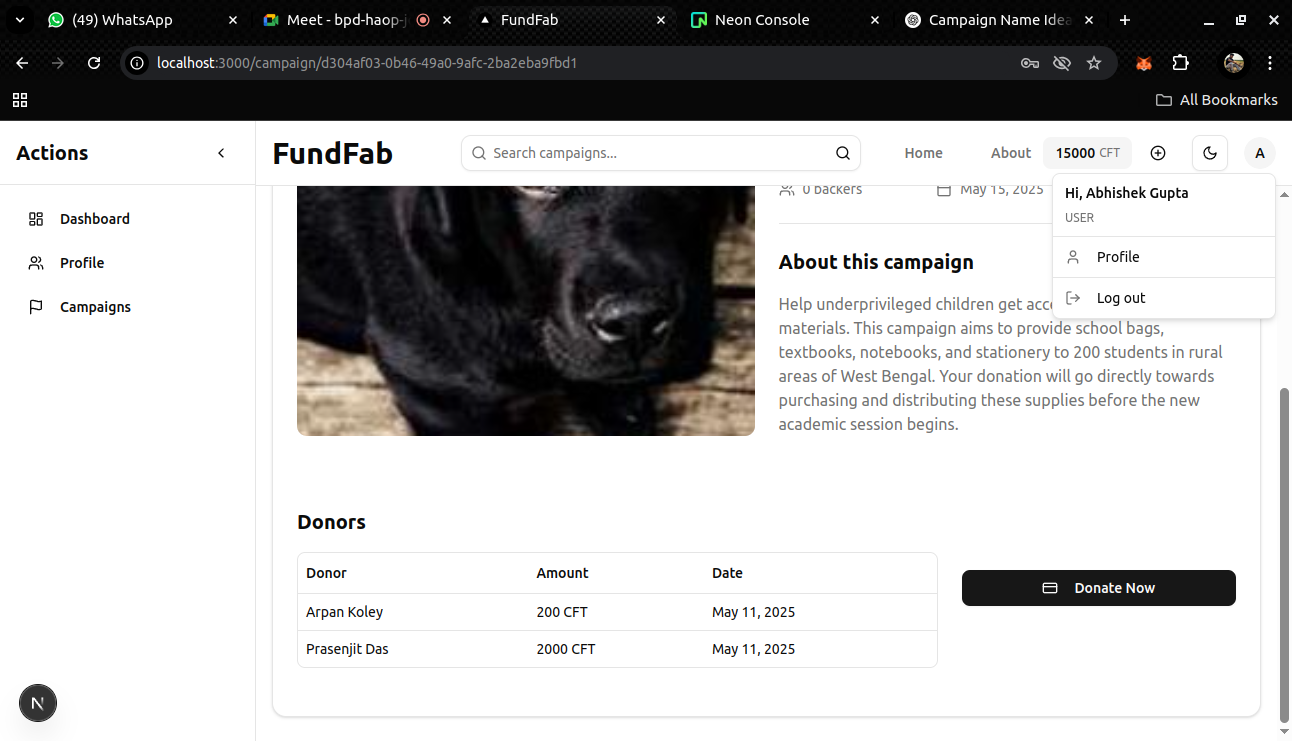 (49) WhatsApp
Meet - bpd-haop-
FundFab
Neon Console
Campaign Name Idea
localhost:3000/campaign/d304af03-0b46-49a0-9afc-2ba2eba9fbd1
All Bookmarks
Actions
FundFab
Search campaigns...
Home
About
15000 CFT
A
Dashboard
Profile
Campaigns
0 backers
May 15, 2025
Hi, Abhishek Gupta
USER
Profile
Log out
About this campaign
Help underprivileged children get acce
materials. This campaign aims to provide school bags,
textbooks, notebooks, and stationery to 200 students in rural
areas of West Bengal. Your donation will go directly towards
purchasing and distributing these supplies before the new
academic session begins.
Donors
Donor Amount Date
Arpan Koley 200 CFT May 11, 2025
Prasenjit Das 2000 CFT May 11, 2025
Donate Now
N